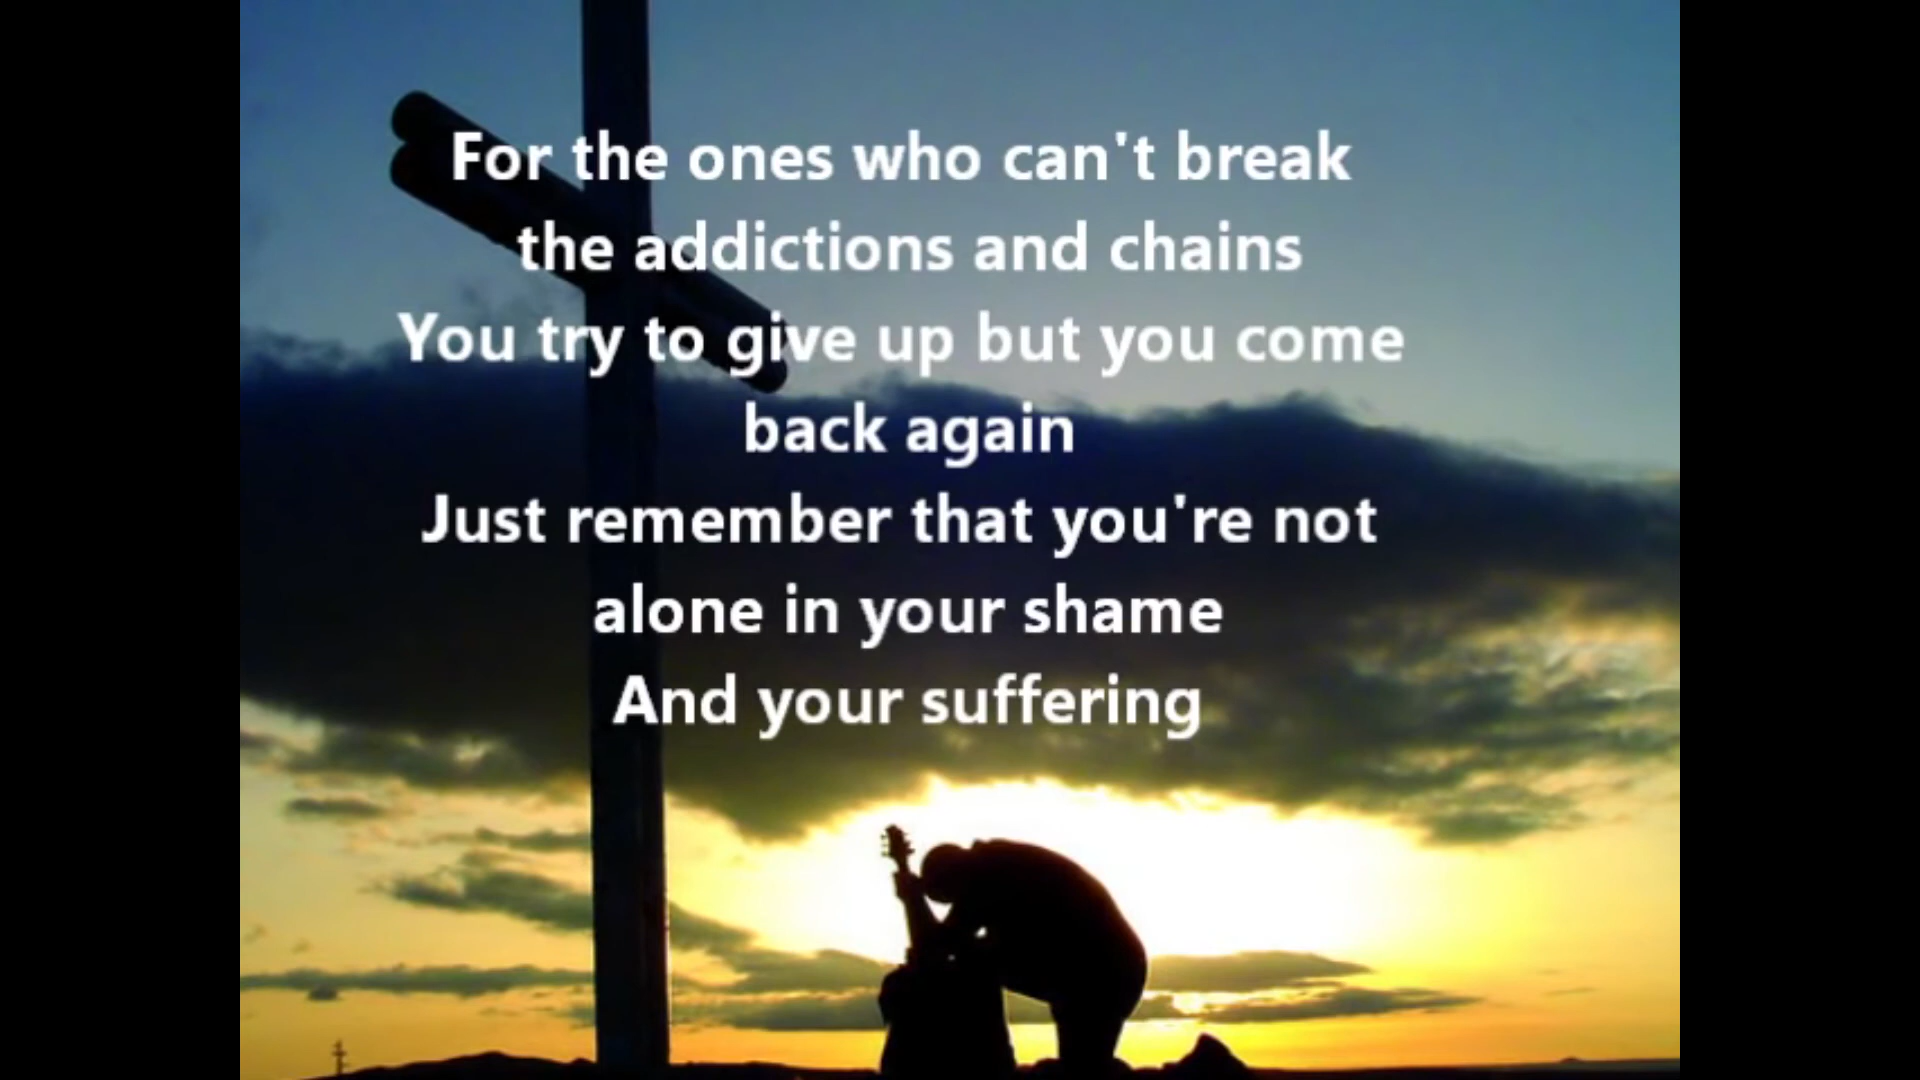 For the ones who can't break
the addictions and chains
You try to give up but you come
back again
Just remember that you're not
alone in your shame
And your suffering